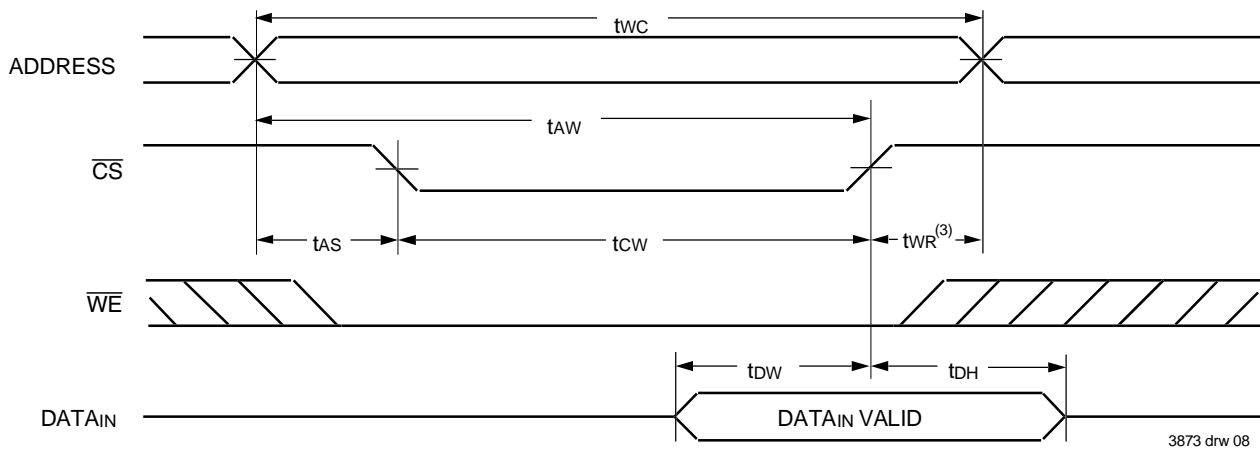 tWC
ADDRESS
tAW
CS
tAS
tCW
tWR(3)
WE
tDW
tDH
DATAIN
DATAIN VALID
3873 drw 08